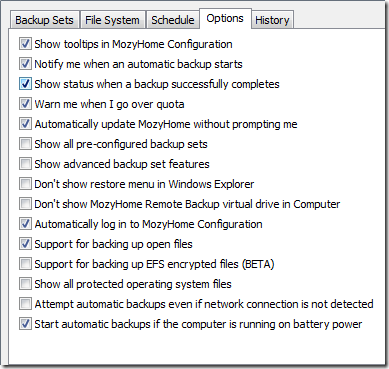 Backup Sets File System Schedule Options History
Show tooltips in MozyHome Configuration
Notify me when an automatic backup starts
Show status when a backup successfully completes
Warn me when I go over quota
Automatically update MozyHome without prompting me
Show all pre-configured backup sets
Show advanced backup set features
Don't show restore menu in Windows Explorer
Don't show MozyHome Remote Backup virtual drive in Computer
Automatically log in to MozyHome Configuration
Support for backing up open files
Support for backing up EFS encrypted files (BETA)
Show all protected operating system files
Attempt automatic backups even if network connection is not detected
Start automatic backups if the computer is running on battery power